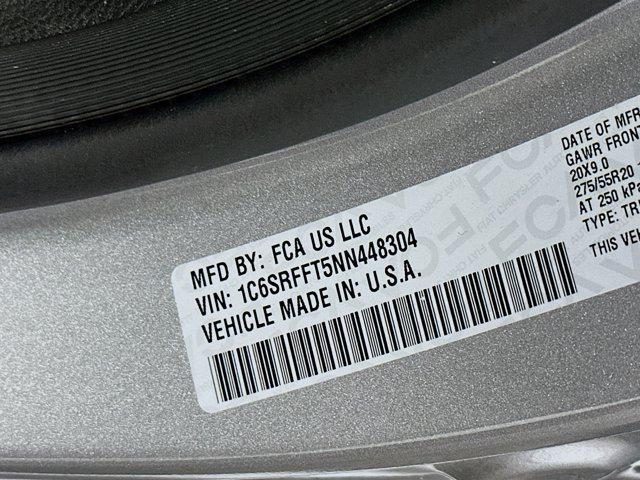 MFD BY: FCA US LLC
VIN: 1C6SRFFT5NN448304
VEHICLE MADE IN: U.S.A.
DATE OF MFR
GAWR FRONT
20X9.0
275/55R20
AT 250 kPa
TYPE: TR
THIS VE